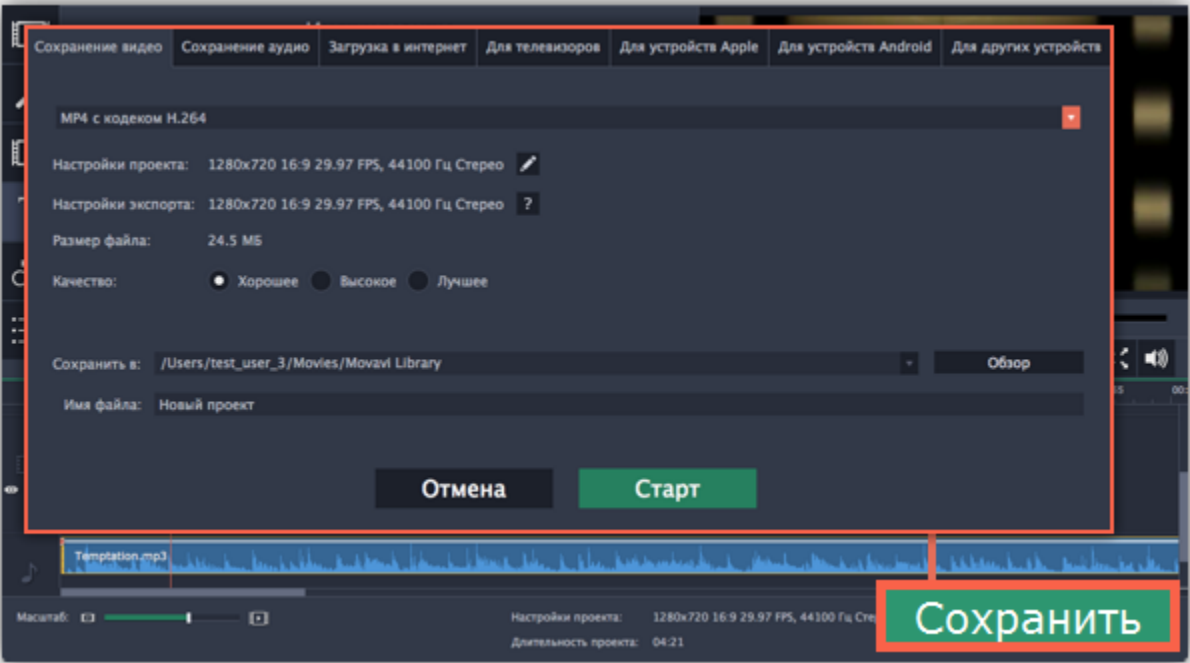 Сохранение видео Сохранение аудио Загрузка в интернет Для телевизоров Для устройств Apple Для устройств Android Для других устройств
MP4 с кодеком H.264
Настройки проекта: 1280x720 16:9 29.97 FPS, 44100 Гц Стерео
Настройки экспорта: 1280x720 16:9 29.97 FPS, 44100 Гц Стерео ?
Размер файла: 24.5 МБ
Качество: Хорошее Высокое Лучшее
Сохранить в: /Users/test_user_3/Movies/Movavi Library Обзор
Имя файла: Новый проект
Отмена Старт
Temptation.mp3
Масштаб: Настройки проекта: 1280x720 16:9 29.97 FPS, 44100 Гц Сте
Длительность проекта: 04:21
Сохранить